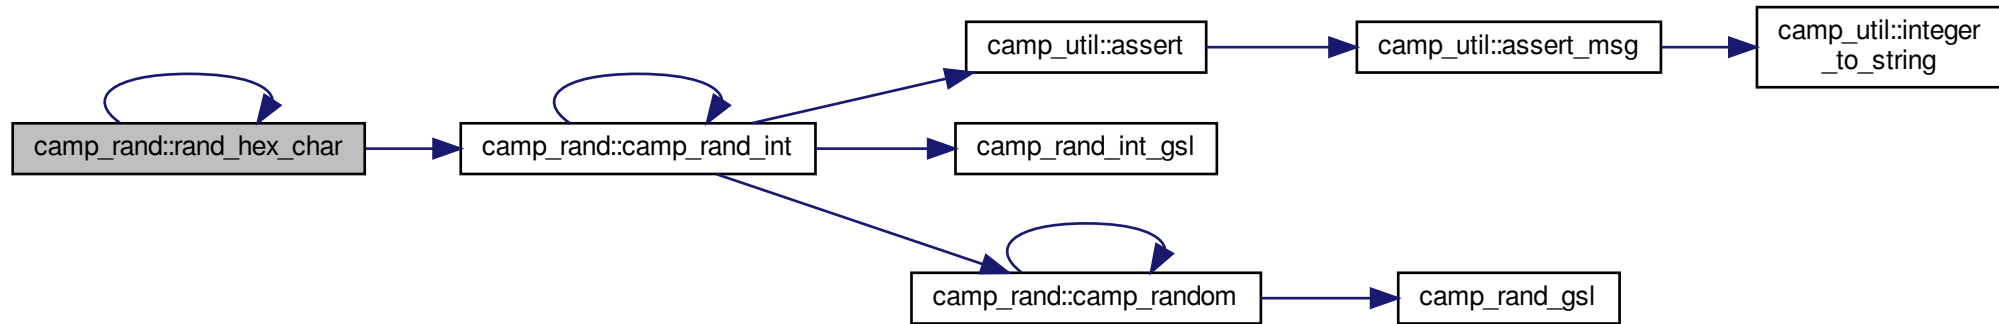 camp_rand::rand_hex_char
camp_rand::camp_rand_int
camp_util::assert
camp_util::assert_msg
camp_util::integer
_to_string
camp_rand_int_gsl
camp_rand::camp_random
camp_rand_gsl